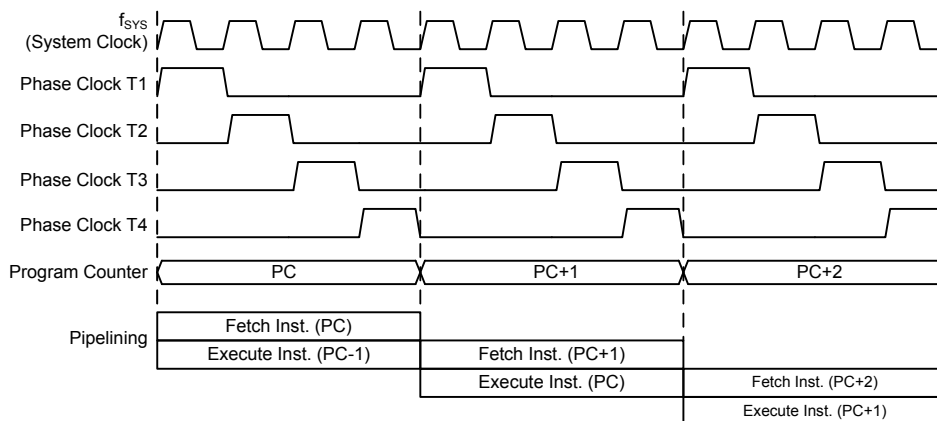 fSYS
(System Clock)
Phase Clock T1
Phase Clock T2
Phase Clock T3
Phase Clock T4
Program Counter PC PC+1 PC+2
Pipelining
Fetch Inst. (PC)
Execute Inst. (PC-1) Fetch Inst. (PC+1)
Execute Inst. (PC) Fetch Inst. (PC+2)
Execute Inst. (PC+1)